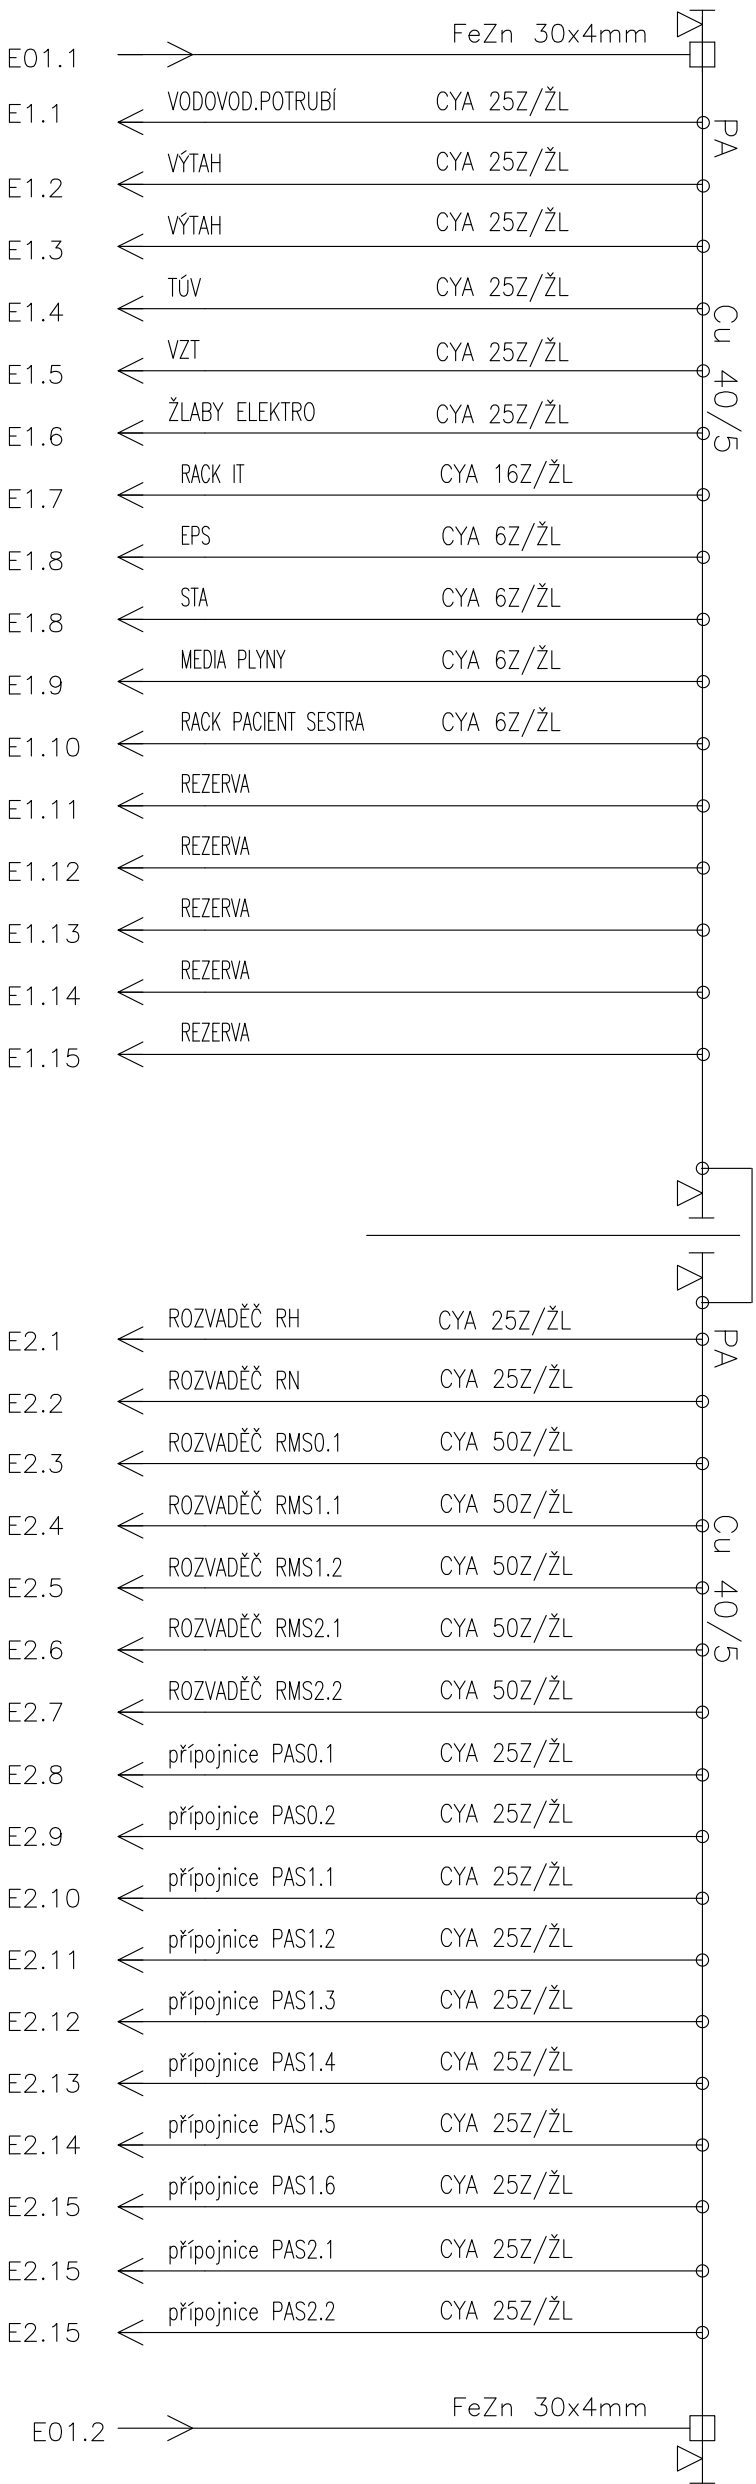 FeZn 30x4mm
E01.1
VODOVOD.POTRUBÍ CYA 25Z/ŽL
E1.1
PA
VÝTAH CYA 25Z/ŽL
E1.2
VÝTAH CYA 25Z/ŽL
E1.3
TÚV CYA 25Z/ŽL
E1.4
Cu 40/5
VZT CYA 25Z/ŽL
E1.5
ŽLABY ELEKTRO CYA 25Z/ŽL
E1.6
RACK IT CYA 16Z/ŽL
E1.7
EPS CYA 6Z/ŽL
E1.8
STA CYA 6Z/ŽL
E1.8
MEDIA PLYNY CYA 6Z/ŽL
E1.9
RACK PACIENT SESTRA CYA 6Z/ŽL
E1.10
REZERVA
E1.11
REZERVA
E1.12
REZERVA
E1.13
REZERVA
E1.14
REZERVA
E1.15
ROZVADĚČ RH CYA 25Z/ŽL
E2.1
PA
ROZVADĚČ RN CYA 25Z/ŽL
E2.2
ROZVADĚČ RMS0.1 CYA 50Z/ŽL
E2.3
ROZVADĚČ RMS1.1 CYA 50Z/ŽL
E2.4
Cu 40/5
ROZVADĚČ RMS1.2 CYA 50Z/ŽL
E2.5
ROZVADĚČ RMS2.1 CYA 50Z/ŽL
E2.6
ROZVADĚČ RMS2.2 CYA 50Z/ŽL
E2.7
přípojnice PAS0.1 CYA 25Z/ŽL
E2.8
přípojnice PAS0.2 CYA 25Z/ŽL
E2.9
přípojnice PAS1.1 CYA 25Z/ŽL
E2.10
přípojnice PAS1.2 CYA 25Z/ŽL
E2.11
přípojnice PAS1.3 CYA 25Z/ŽL
E2.12
přípojnice PAS1.4 CYA 25Z/ŽL
E2.13
přípojnice PAS1.5 CYA 25Z/ŽL
E2.14
přípojnice PAS1.6 CYA 25Z/ŽL
E2.15
přípojnice PAS2.1 CYA 25Z/ŽL
E2.15
přípojnice PAS2.2 CYA 25Z/ŽL
E2.15
FeZn 30x4mm
E01.2